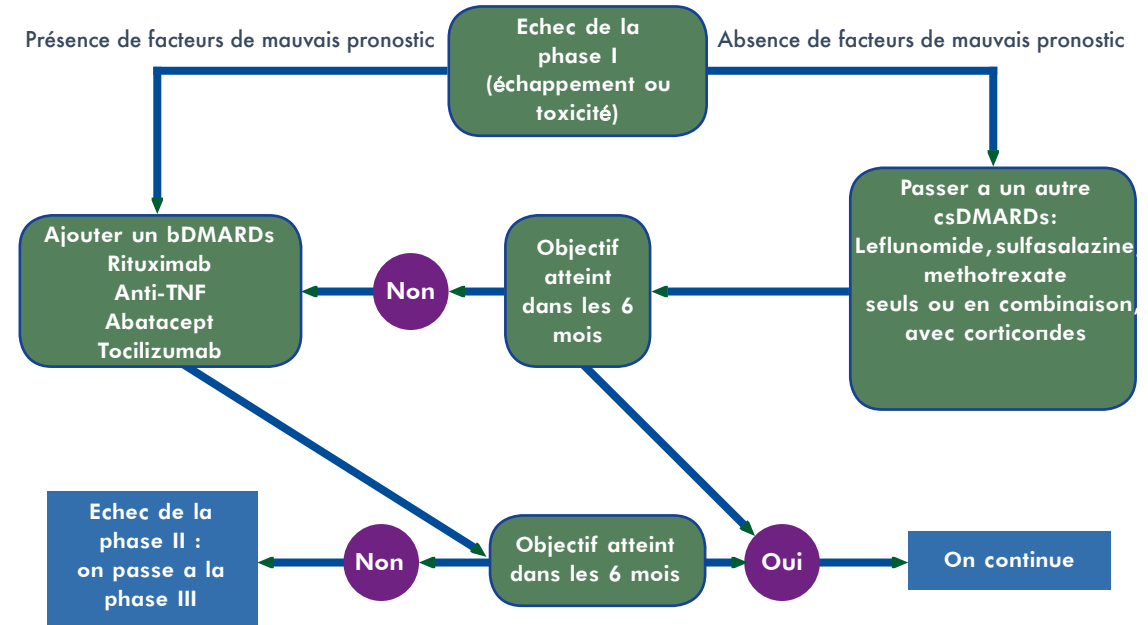 Présence de facteurs de mauvais pronostic
Echec de la
phase I
(échappement ou
toxicité)
Absence de facteurs de mauvais pronostic
Ajouter un bDMARDs
Rituximab
Anti-TNF
Abatacept
Tocilizumab
Non
Objectif
atteint
dans les 6
mois
Passer a un autre
csDMARDs:
Leflunomide, sulfasalazine,
methotrexate
seuls ou en combinaison,
avec corticoпdes
Echec de la
phase II :
on passe a la
phase III
Non
Objectif atteint
dans les 6 mois
Oui
On continue